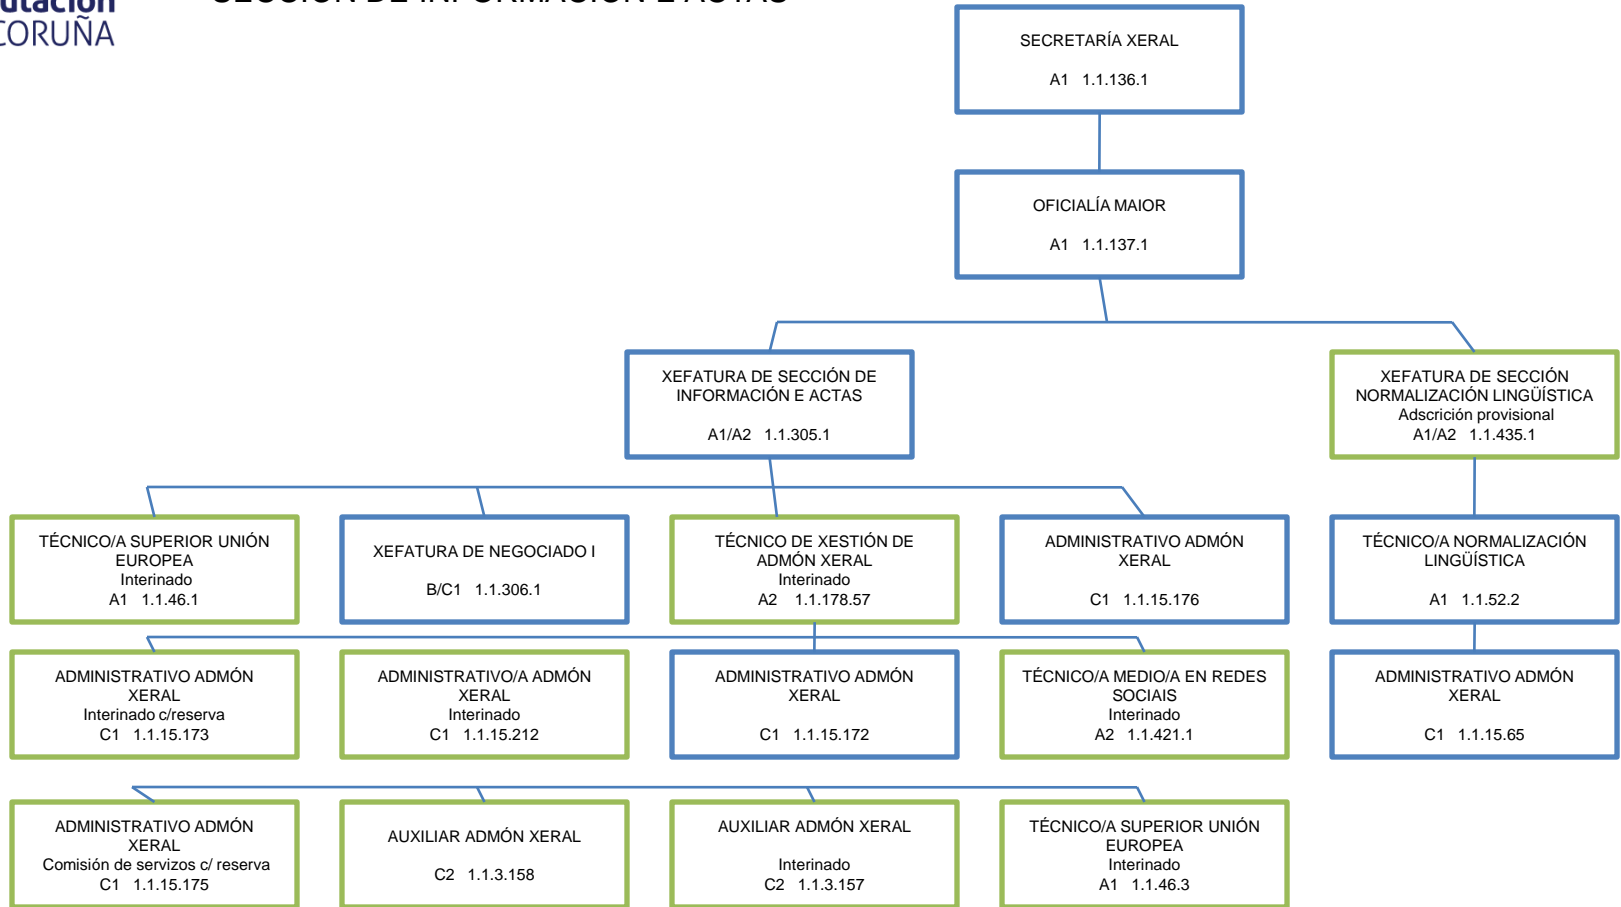 CORUÑA
SECRETARÍA XERAL
A1 1.1.136.1
OFICIALÍA MAIOR
A1 1.1.137.1
XEFATURA DE SECCIÓN DE
INFORMACIÓN E ACTAS
A1/A2 1.1.305.1
XEFATURA DE SECCIÓN
NORMALIZACIÓN LINGÜÍSTICA
Adscrición provisional
A1/A2 1.1.435.1
TÉCNICO/A SUPERIOR UNIÓN
EUROPEA
Interinado
A1 1.1.46.1
XEFATURA DE NEGOCIADO I
B/C1 1.1.306.1
TÉCNICO DE XESTIÓN DE
ADMÓN XERAL
Interinado
A2 1.1.178.57
ADMINISTRATIVO ADMÓN
XERAL
C1 1.1.15.176
TÉCNICO/A NORMALIZACIÓN
LINGÜÍSTICA
A1 1.1.52.2
ADMINISTRATIVO ADMÓN
XERAL
Interinado c/reserva
C1 1.1.15.173
ADMINISTRATIVO/A ADMÓN
XERAL
Interinado
C1 1.1.15.212
ADMINISTRATIVO ADMÓN
XERAL
C1 1.1.15.172
TÉCNICO/A MEDIO/A EN REDES
SOCIAIS
Interinado
A2 1.1.421.1
ADMINISTRATIVO ADMÓN
XERAL
C1 1.1.15.65
ADMINISTRATIVO ADMÓN
XERAL
Comisión de servizos c/ reserva
C1 1.1.15.175
AUXILIAR ADMÓN XERAL
C2 1.1.3.158
AUXILIAR ADMÓN XERAL
Interinado
C2 1.1.3.157
TÉCNICO/A SUPERIOR UNIÓN
EUROPEA
Interinado
A1 1.1.46.3